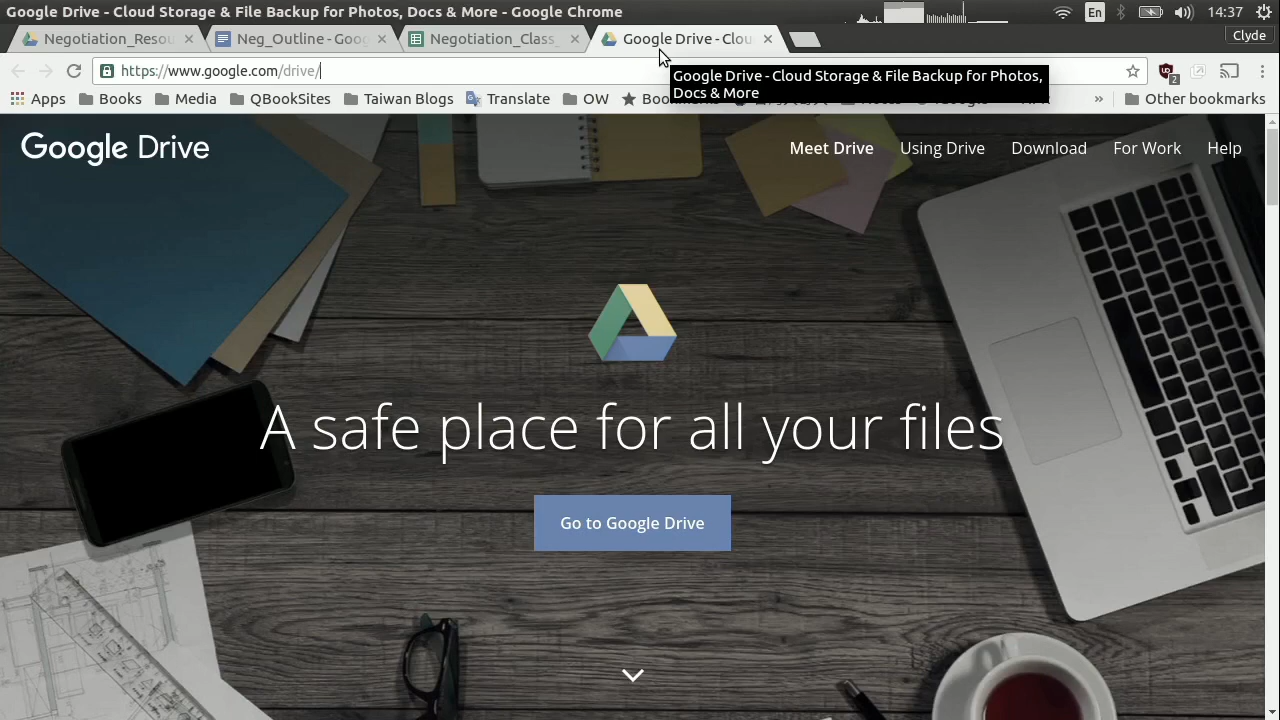 Google Drive - Cloud Storage & File Backup for Photos, Docs & More - Google Chrome
En
14:37
Negotiation_Resou
Neg_Outline - Goog
Negotiation_Class_
Google Drive - Clou
Clyde
https://www.google.com/drive/
2
Google Drive - Cloud Storage & File Backup for Photos,
Docs & More
Apps
Books
Media
QBookSites
Taiwan Blogs
Translate
OW
»
Other bookmarks
Google Drive
Meet Drive
Using Drive
Download
For Work
Help
A safe place for all your files
Go to Google Drive